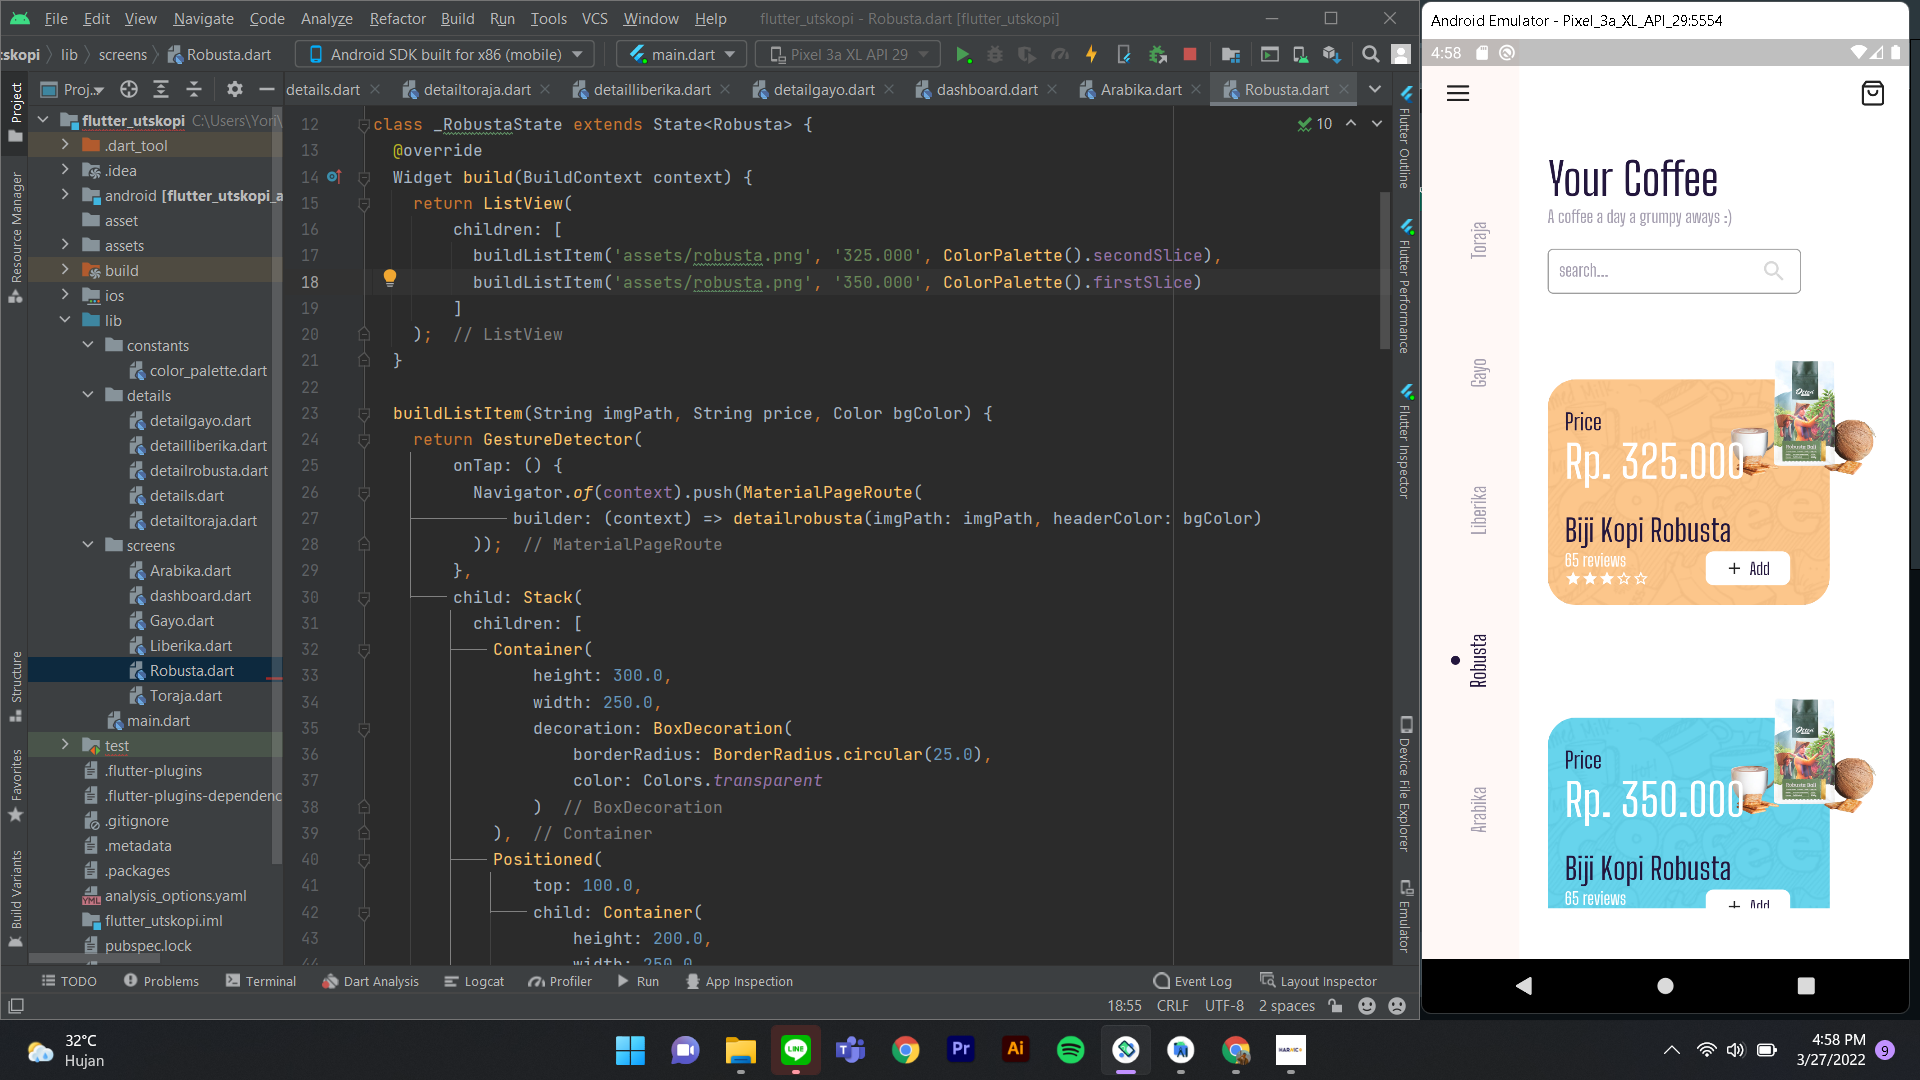 File Edit View Navigate Code Analyze Refactor Build Run Tools VCS Window Help flutter_utskopi - Robusta.dart [flutter_utskopi]
tskopi lib screens Robusta.dart Android SDK built for x86 (mobile) main.dart Pixel 3a XL API 29
Proj.. details.dart detailtoraja.dart detailliberika.dart detailgayo.dart dashboard.dart Arabika.dart Robusta.dart
Project
Resource Manager
Structure
Favorites
Build Variants
flutter_utskopi C:\Users\Yori\
.dart_tool
.idea
android [flutter_utskopi_a
asset
assets
build
ios
lib
constants
color_palette.dart
details
detailgayo.dart
detailliberika.dart
detailrobusta.dart
details.dart
detailtoraja.dart
screens
Arabika.dart
dashboard.dart
Gayo.dart
Liberika.dart
Robusta.dart
Toraja.dart
main.dart
test
.flutter-plugins
.flutter-plugins-dependenc
.gitignore
.metadata
.packages
analysis_options.yaml
flutter_utskopi.iml
pubspec.lock
10
12 class _RobustaState extends State<Robusta> {
13 @override
14 Widget build(BuildContext context) {
15 return ListView(
16 children: [
17 buildListItem('assets/robusta.png', '325.000', ColorPalette().secondSlice),
18 buildListItem('assets/robusta.png', '350.000', ColorPalette().firstSlice)
19 ]
20 ); // ListView
21 }
22
23 buildListItem(String imgPath, String price, Color bgColor) {
24 return GestureDetector(
25 onTap: () {
26 Navigator.of(context).push(MaterialPageRoute(
27 builder: (context) => detailrobusta(imgPath: imgPath, headerColor: bgColor)
28 )); // MaterialPageRoute
29 },
30 child: Stack(
31 children: [
32 Container(
33 height: 300.0,
34 width: 250.0,
35 decoration: BoxDecoration(
36 borderRadius: BorderRadius.circular(25.0),
37 color: Colors.transparent
38 ) // BoxDecoration
39 ), // Container
40 Positioned(
41 top: 100.0,
42 child: Container(
43 height: 200.0,
44 width: 250.0
Flutter Outline
Flutter Performance
Flutter Inspector
Device File Explorer
Emulator
TODO Problems Terminal Dart Analysis Logcat Profiler Run App Inspection Event Log Layout Inspector
18:55 CRLF UTF-8 2 spaces
Android Emulator - Pixel_3a_XL_API_29:5554
4:58
Toraja
Gayo
Liberika
Robusta
Arabika
Your Coffee
A coffee a day a grumpy aways :)
search...
Price
Rp. 325.000
Biji Kopi Robusta
65 reviews
+ Add
Price
Rp. 350.000
Biji Kopi Robusta
65 reviews
+ Add
32°C
Hujan
LINE
Pr
Ai
4:58 PM
3/27/2022
9